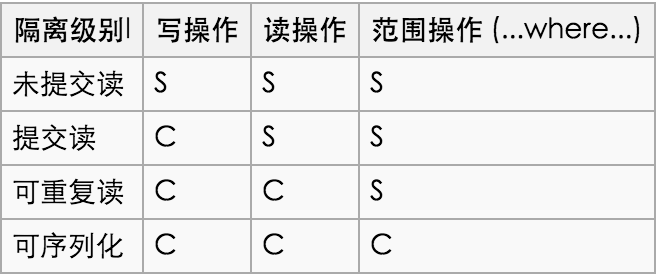 隔离级别l 写操作 读操作 范围操作 (...where...)
未提交读 S S S
提交读 C S S
可重复读 C C S
可序列化 C C C